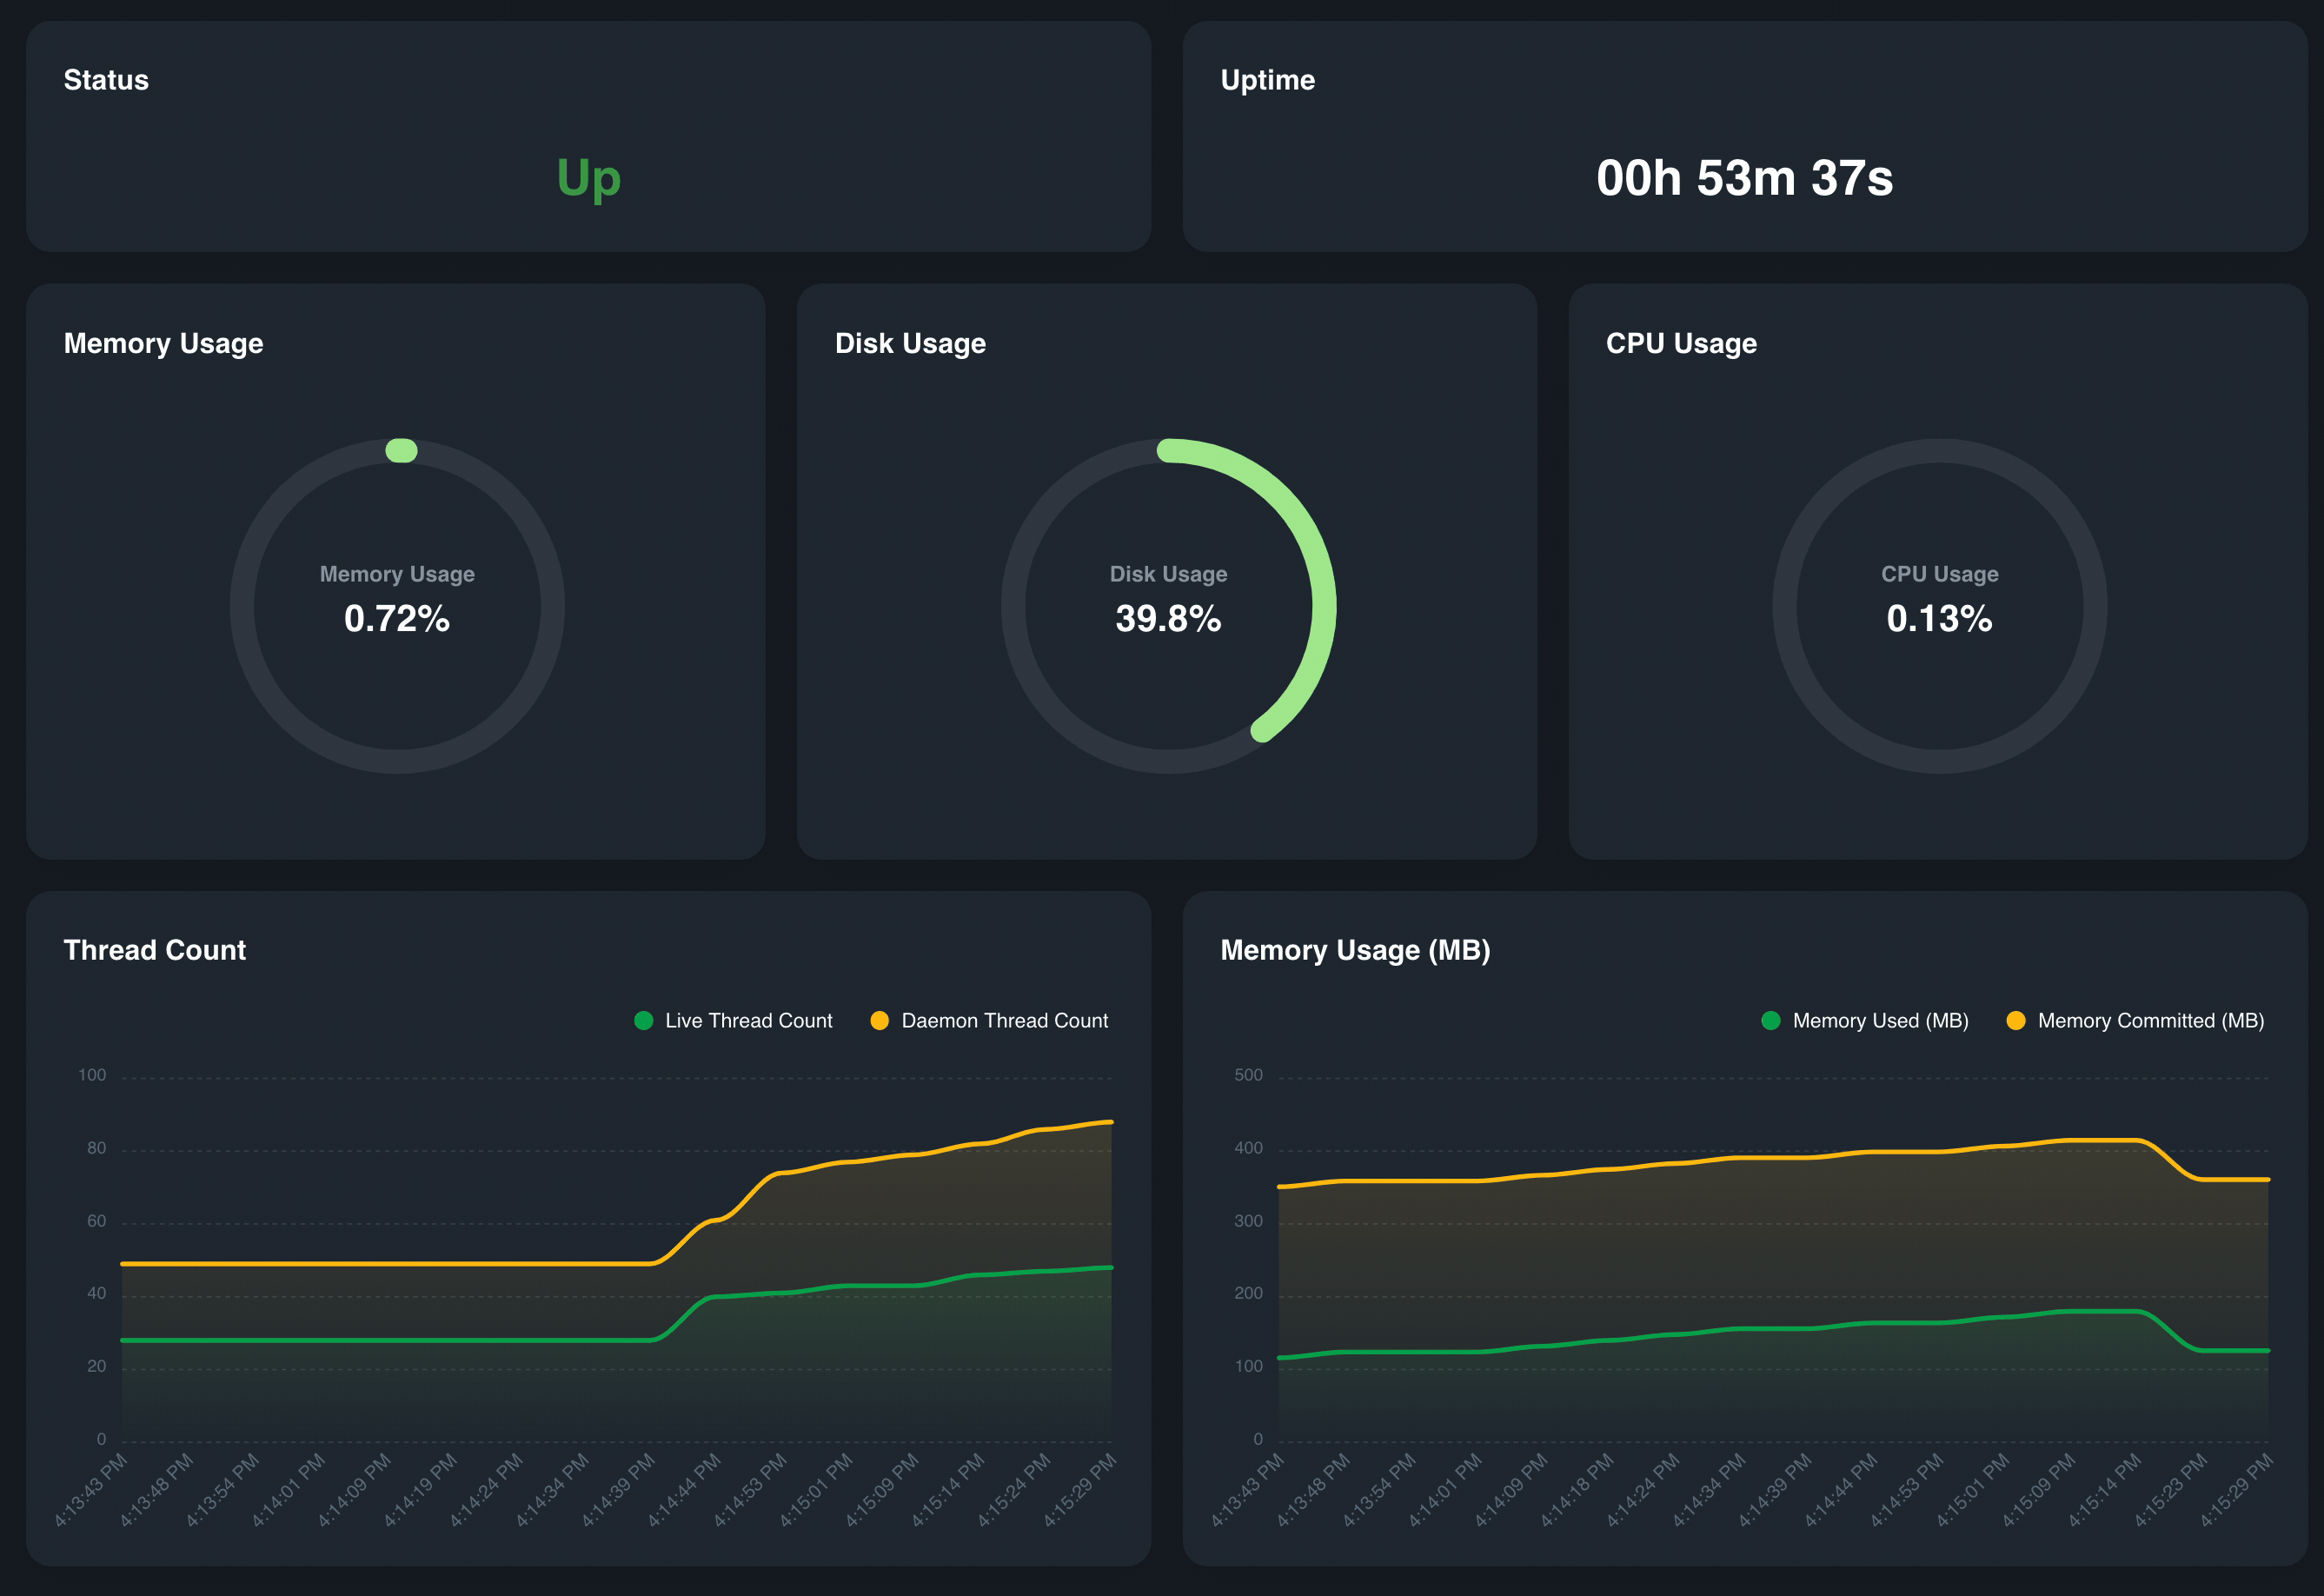 Status
Up
Uptime
00h 53m 37s
Memory Usage
Memory Usage
0.72%
Disk Usage
Disk Usage
39.8%
CPU Usage
CPU Usage
0.13%
Thread Count
Live Thread Count
Daemon Thread Count
100
80
60
40
20
0
4:13:43 PM
4:13:48 PM
4:13:54 PM
4:14:01 PM
4:14:09 PM
4:14:19 PM
4:14:24 PM
4:14:34 PM
4:14:39 PM
4:14:44 PM
4:14:53 PM
4:15:01 PM
4:15:09 PM
4:15:14 PM
4:15:24 PM
4:15:29 PM
Memory Usage (MB)
Memory Used (MB)
Memory Committed (MB)
500
400
300
200
100
0
4:13:43 PM
4:13:48 PM
4:13:54 PM
4:14:01 PM
4:14:09 PM
4:14:18 PM
4:14:24 PM
4:14:34 PM
4:14:39 PM
4:14:44 PM
4:14:53 PM
4:15:01 PM
4:15:09 PM
4:15:14 PM
4:15:23 PM
4:15:29 PM